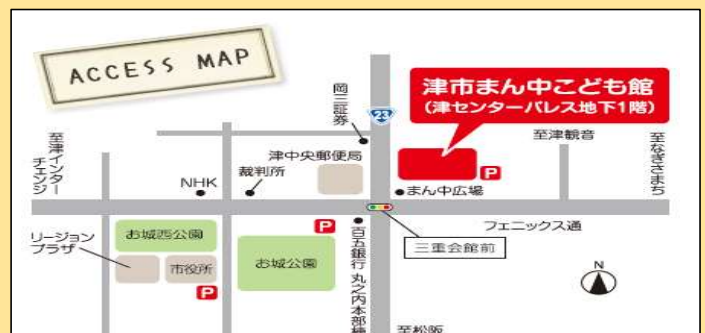 ACCESS MAP
津市まん中こども館
(津センターパレス地下1階)
岡三証券
23
至津観音
至なぎさまち
至津インター
チェンジ
津中央郵便局
裁判所
NHK
P
まん中広場
フェニックス通
三重会館前
リージョン
プラザ
お城西公園
市役所
P
お城公園
P
百五銀行 丸之内本部棟
N
至松阪